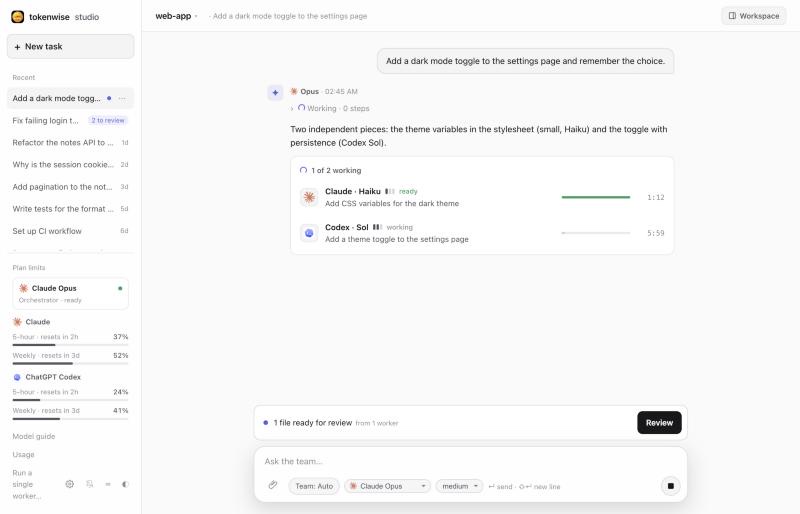 tokenwise studio
+ New task
Recent
Add a dark mode togg... ···
Fix failing login t... 2 to review
Refactor the notes API to ... 1d
Why is the session cookie... 2d
Add pagination to the not... 3d
Write tests for the format ... 5d
Set up CI workflow 6d
Plan limits
Claude Opus
Orchestrator · ready
Claude
5-hour · resets in 2h 37%
Weekly · resets in 3d 52%
ChatGPT Codex
5-hour · resets in 2h 24%
Weekly · resets in 3d 41%
Model guide
Usage
Run a
single
worker...
web-app · Add a dark mode toggle to the settings page
Workspace
Add a dark mode toggle to the settings page and remember the choice.
Opus · 02:45 AM
› Working · 0 steps
Two independent pieces: the theme variables in the stylesheet (small, Haiku) and the toggle with
persistence (Codex Sol).
1 of 2 working
Claude · Haiku ready
Add CSS variables for the dark theme
1:12
Codex · Sol working
Add a theme toggle to the settings page
5:59
1 file ready for review from 1 worker
Review
Ask the team...
Team: Auto Claude Opus medium ↵ send · ⇧↵ new line